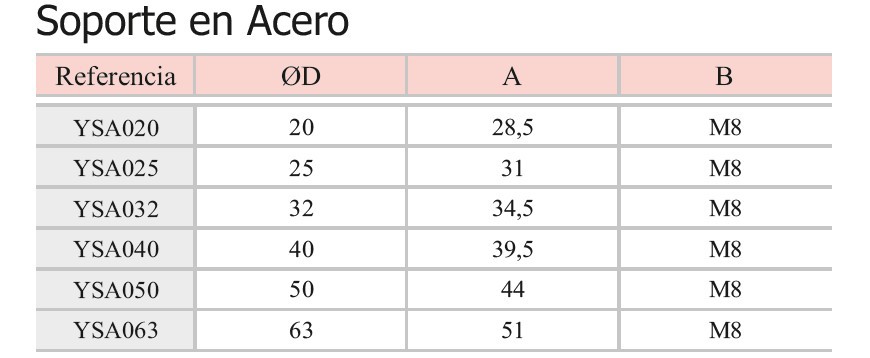 Soporte en Acero
Referencia ØD A B
YSA020 20 28,5 M8
YSA025 25 31 M8
YSA032 32 34,5 M8
YSA040 40 39,5 M8
YSA050 50 44 M8
YSA063 63 51 M8